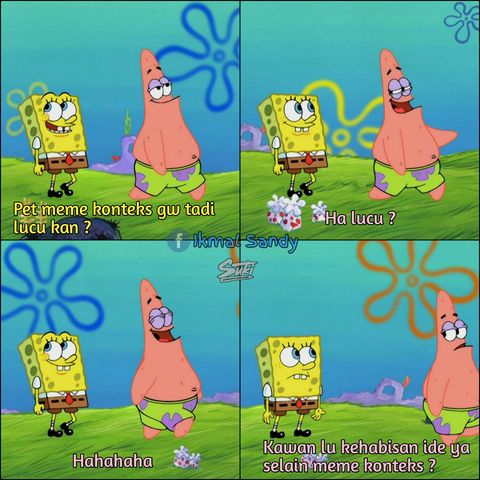 Pet meme konteks gw tadi
lucu kan ?
Ha lucu ?
Ikmal Sandy
Hahahaha
Kawan lu kehabisan ide ya
selain meme konteks ?